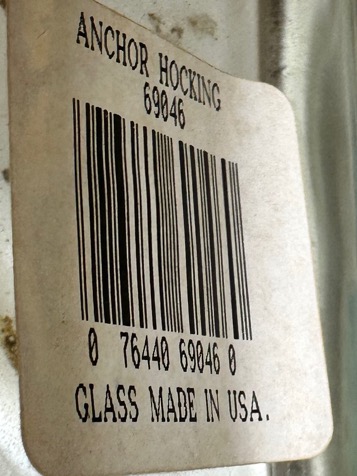 ANCHOR HOCKING
69046
0 76440 69046 0
GLASS MADE IN USA.